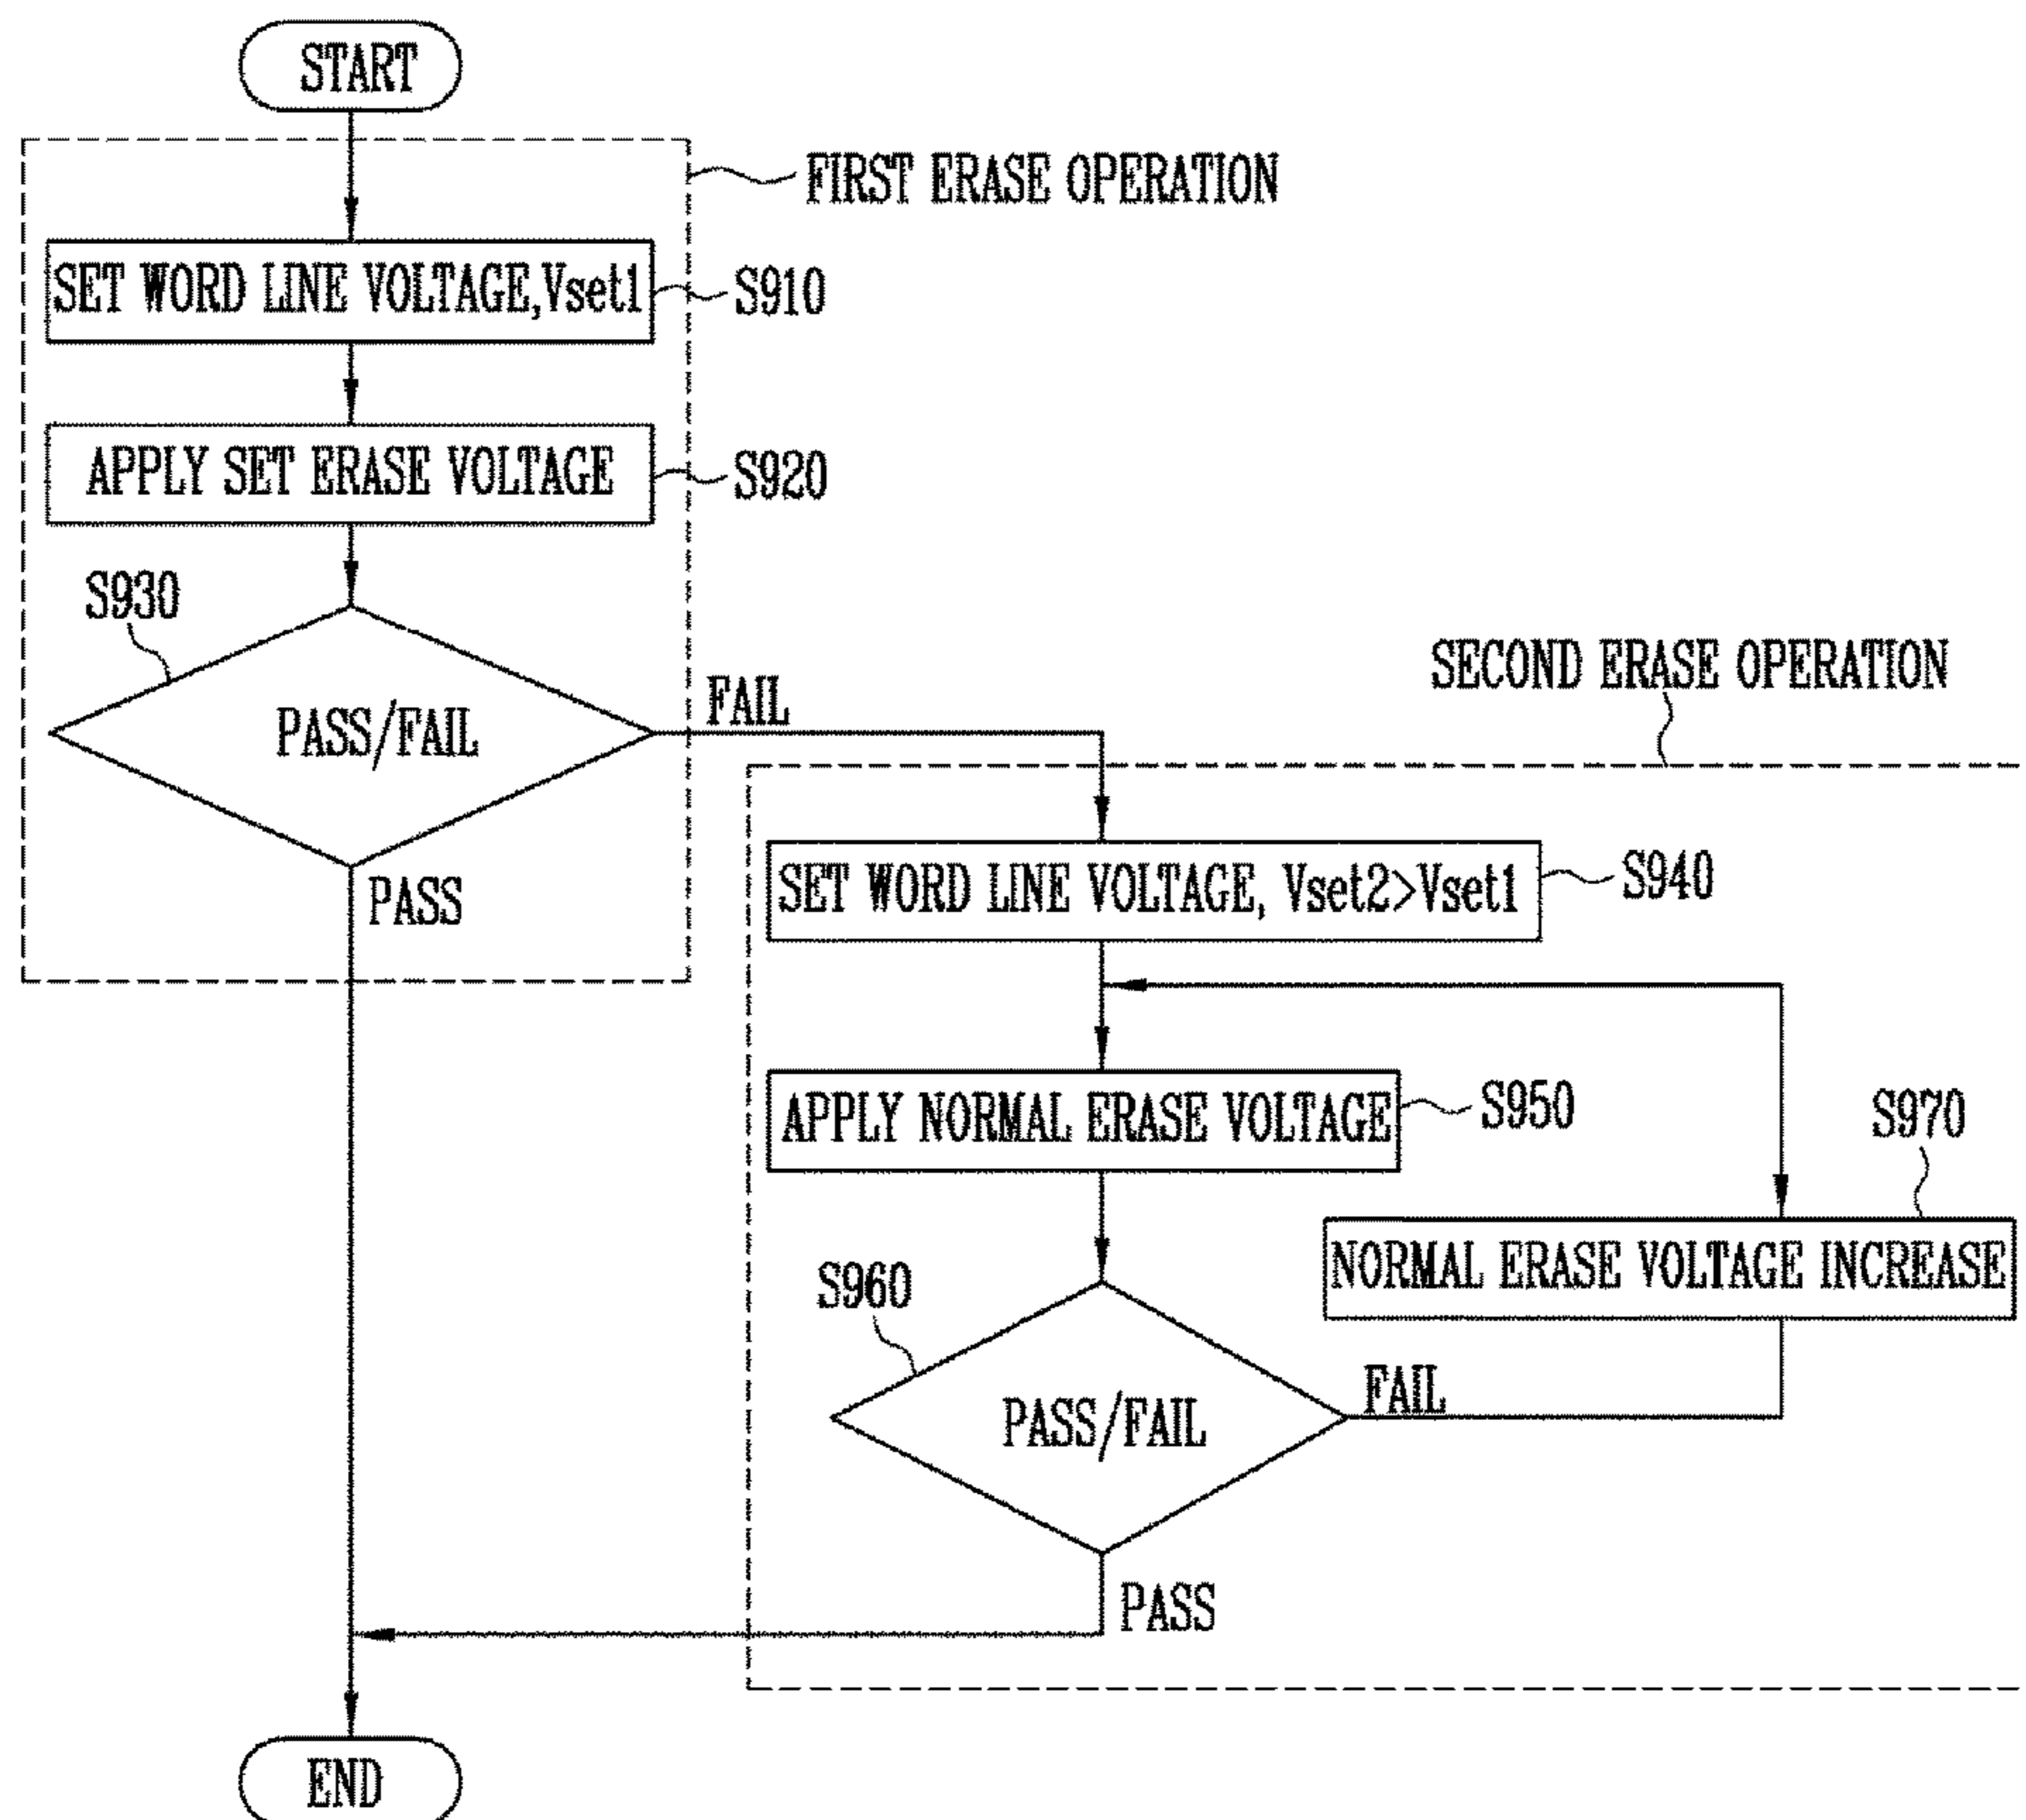 START
FIRST ERASE OPERATION
SET WORD LINE VOLTAGE,Vset1
S910
APPLY SET ERASE VOLTAGE
S920
S930
PASS/FAIL
FAIL
PASS
SECOND ERASE OPERATION
SET WORD LINE VOLTAGE, Vset2>Vset1
S940
APPLY NORMAL ERASE VOLTAGE
S950
S970
NORMAL ERASE VOLTAGE INCREASE
S960
PASS/FAIL
FAIL
PASS
END